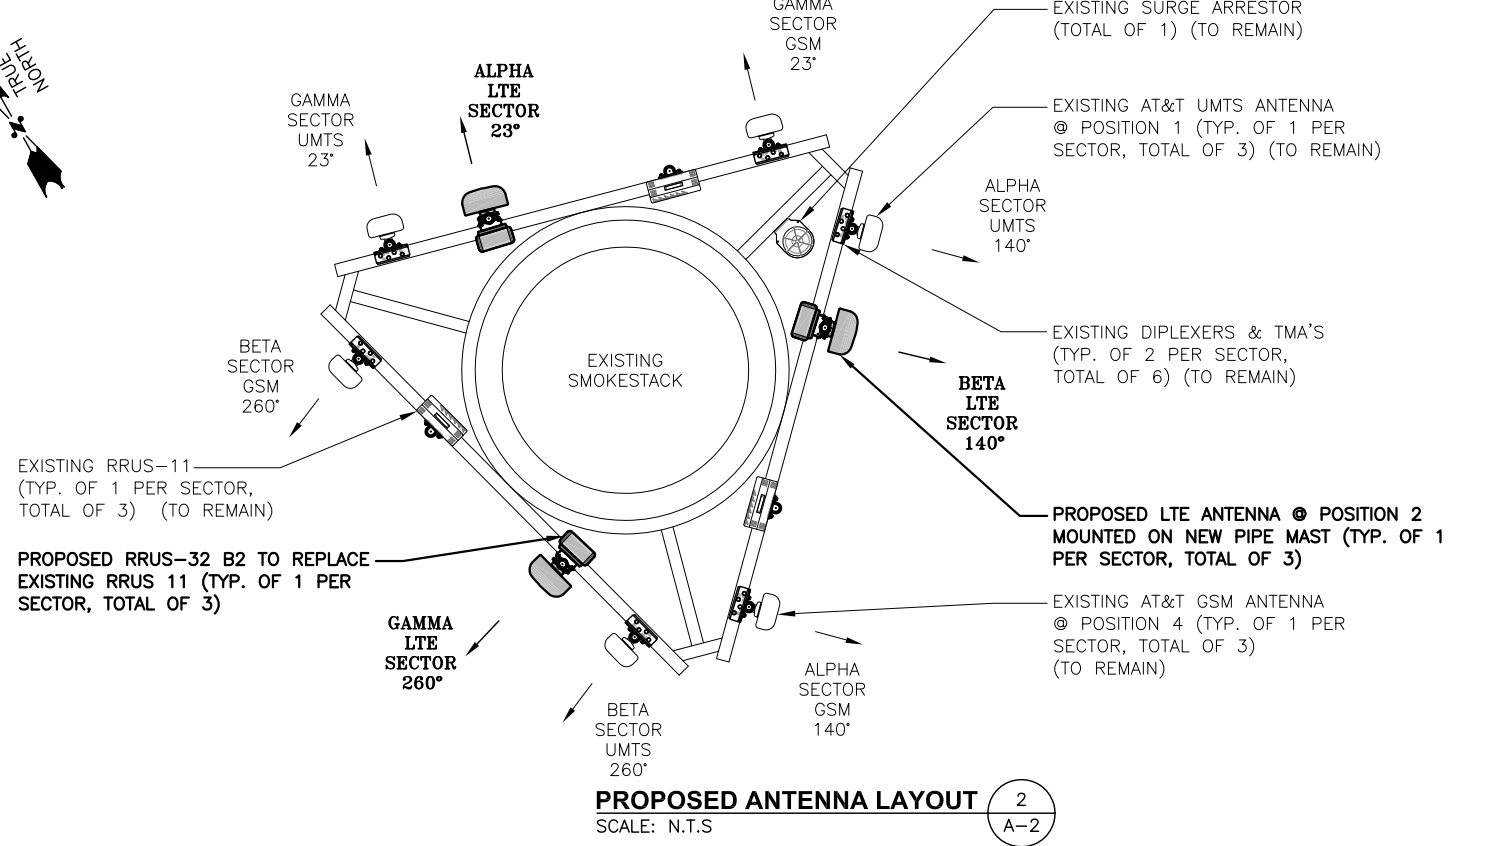 TRUE
NORTH
GAMMA
SECTOR
UMTS
23°
ALPHA
LTE
SECTOR
23°
GAMMA
SECTOR
GSM
23°
EXISTING SURGE ARRESTOR
(TOTAL OF 1) (TO REMAIN)
EXISTING AT&T UMTS ANTENNA
@ POSITION 1 (TYP. OF 1 PER
SECTOR, TOTAL OF 3) (TO REMAIN)
ALPHA
SECTOR
UMTS
140°
EXISTING DIPLEXERS & TMA'S
(TYP. OF 2 PER SECTOR,
TOTAL OF 6) (TO REMAIN)
BETA
SECTOR
GSM
260°
EXISTING
SMOKESTACK
BETA
LTE
SECTOR
140°
EXISTING RRUS-11
(TYP. OF 1 PER SECTOR,
TOTAL OF 3) (TO REMAIN)
PROPOSED LTE ANTENNA @ POSITION 2
MOUNTED ON NEW PIPE MAST (TYP. OF 1
PER SECTOR, TOTAL OF 3)
PROPOSED RRUS-32 B2 TO REPLACE
EXISTING RRUS 11 (TYP. OF 1 PER
SECTOR, TOTAL OF 3)
EXISTING AT&T GSM ANTENNA
@ POSITION 4 (TYP. OF 1 PER
SECTOR, TOTAL OF 3)
(TO REMAIN)
GAMMA
LTE
SECTOR
260°
ALPHA
SECTOR
GSM
140°
BETA
SECTOR
UMTS
260°
PROPOSED ANTENNA LAYOUT
SCALE: N.T.S
2
A-2